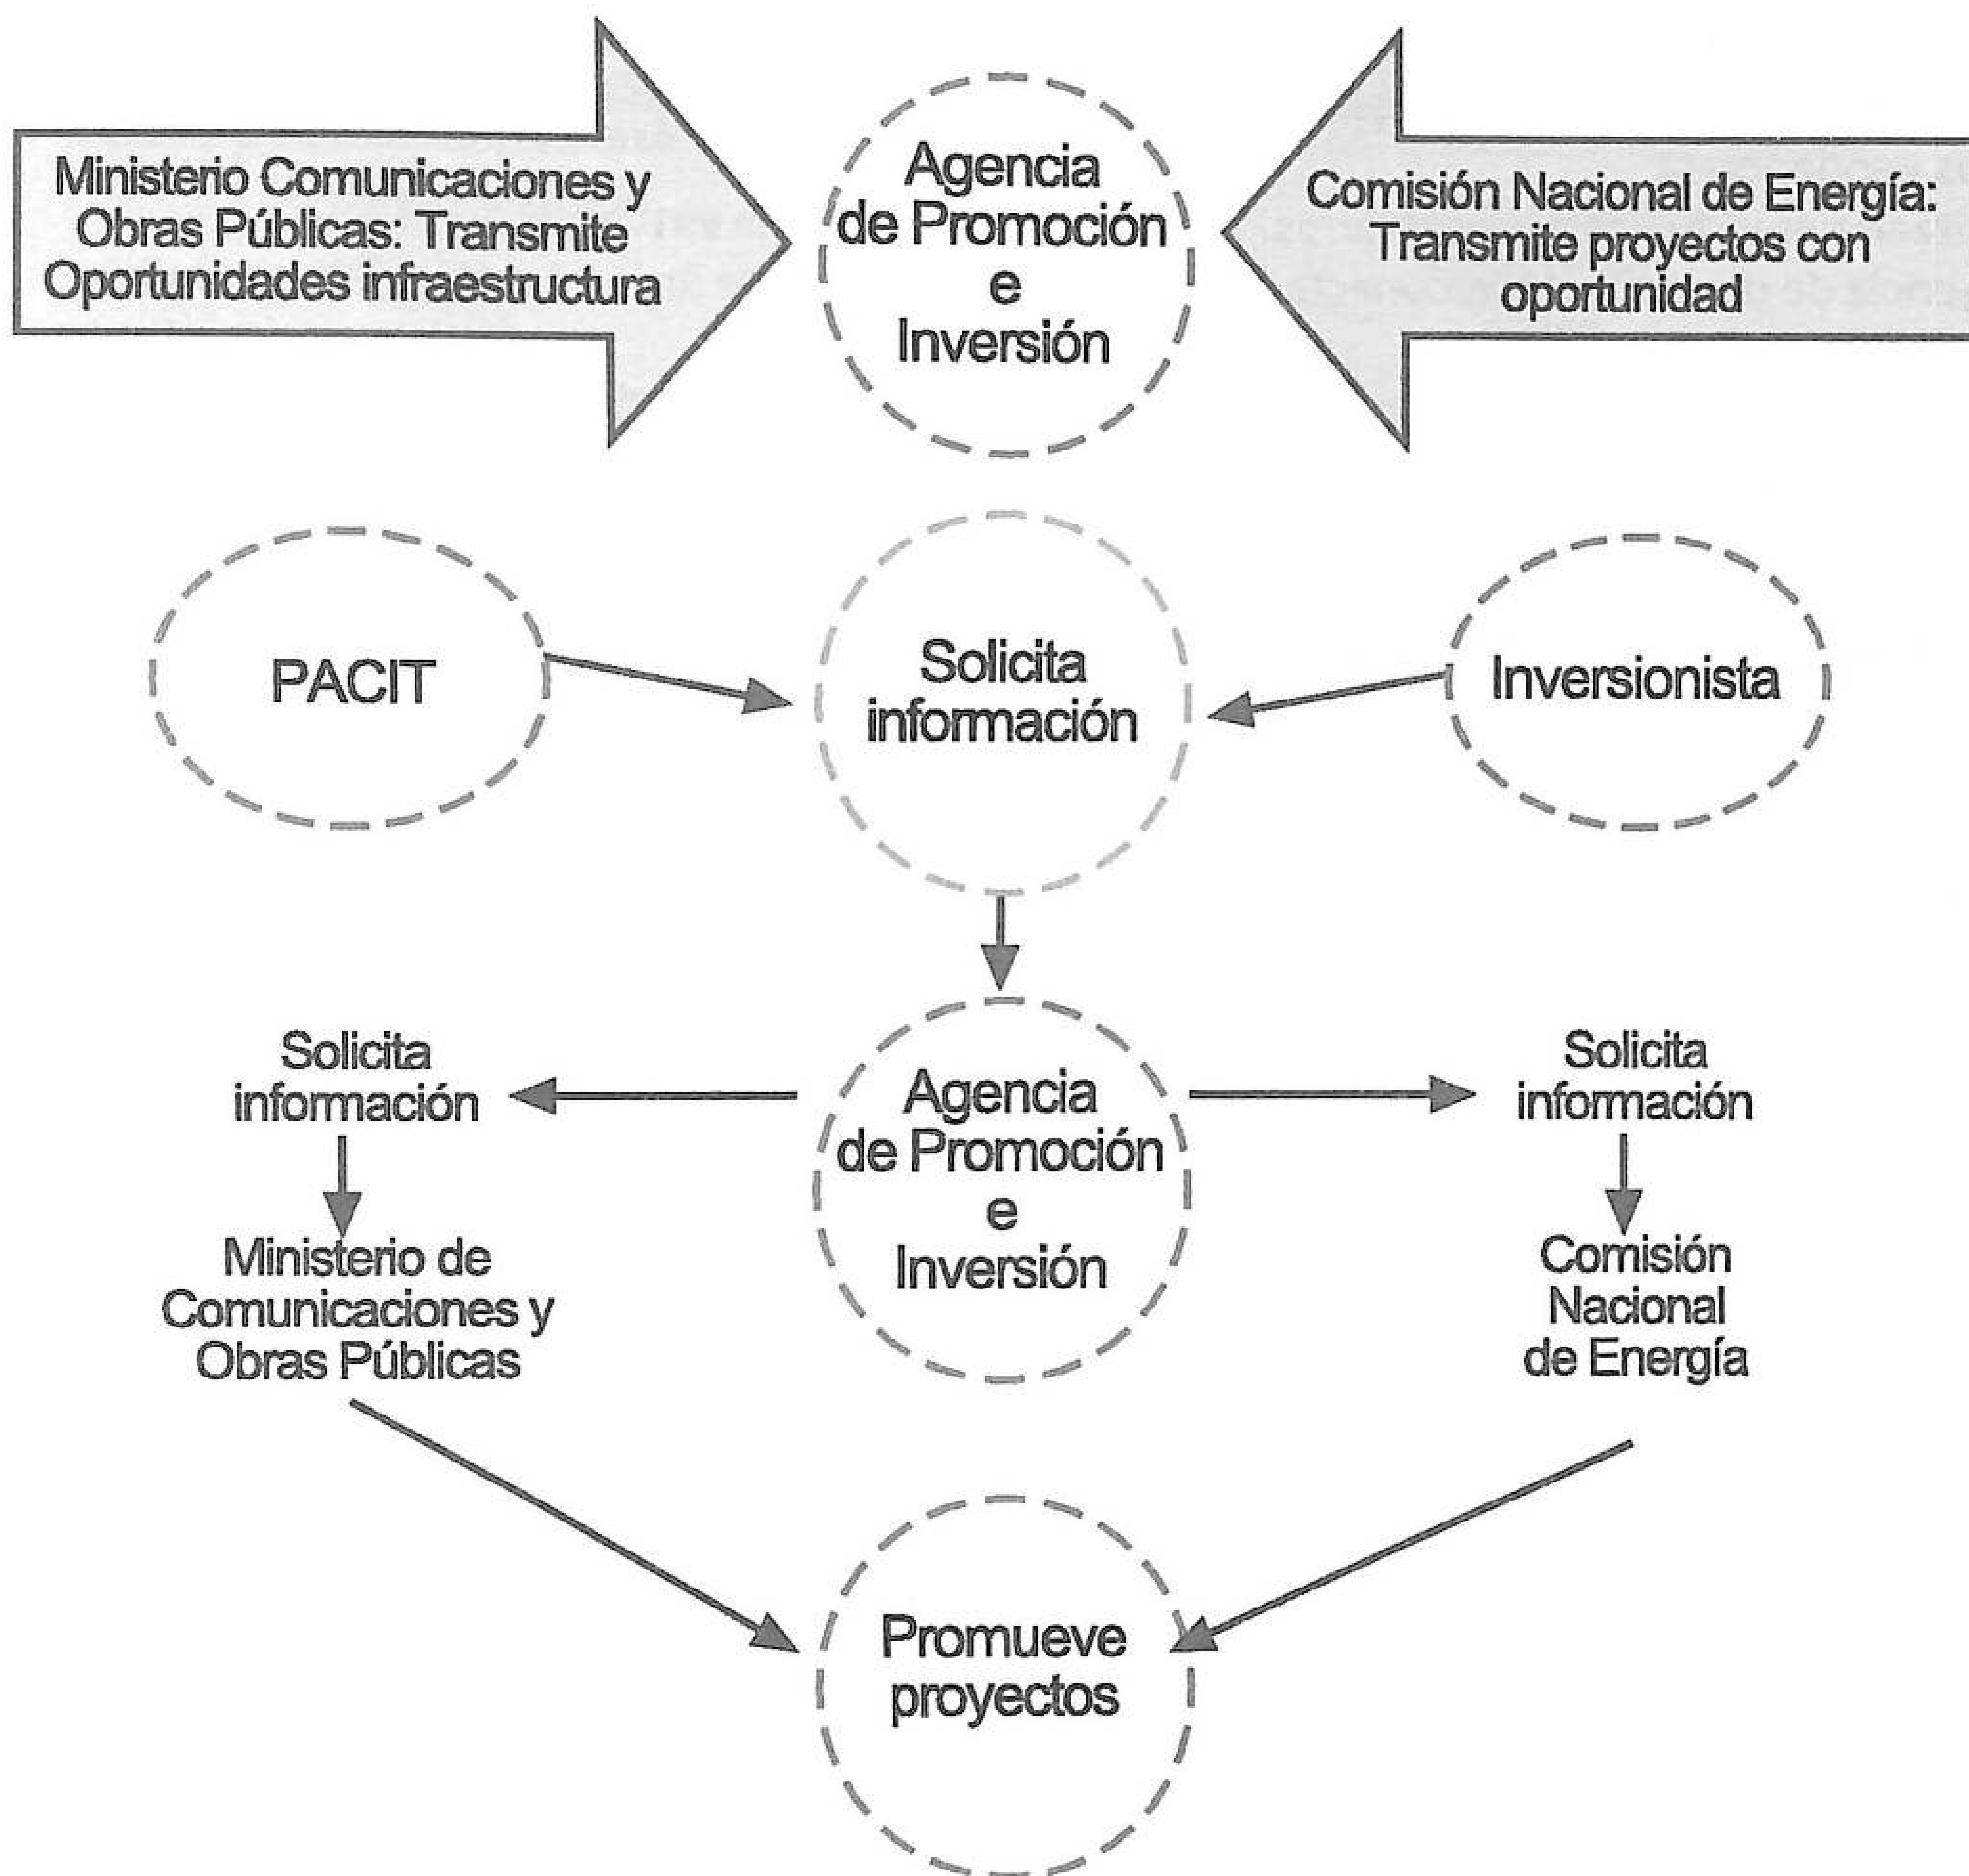 Ministerio Comunicaciones y
Obras Públicas: Transmite
Oportunidades infraestructura
Agencia
de Promoción
e
Inversión
Comisión Nacional de Energía:
Transmite proyectos con
oportunidad
PACIT
Solicita
información
Inversionista
Solicita
información
Agencia
de Promoción
e
Inversión
Solicita
información
Ministerio de
Comunicaciones y
Obras Públicas
Comisión
Nacional
de Energía
Promueve
proyectos